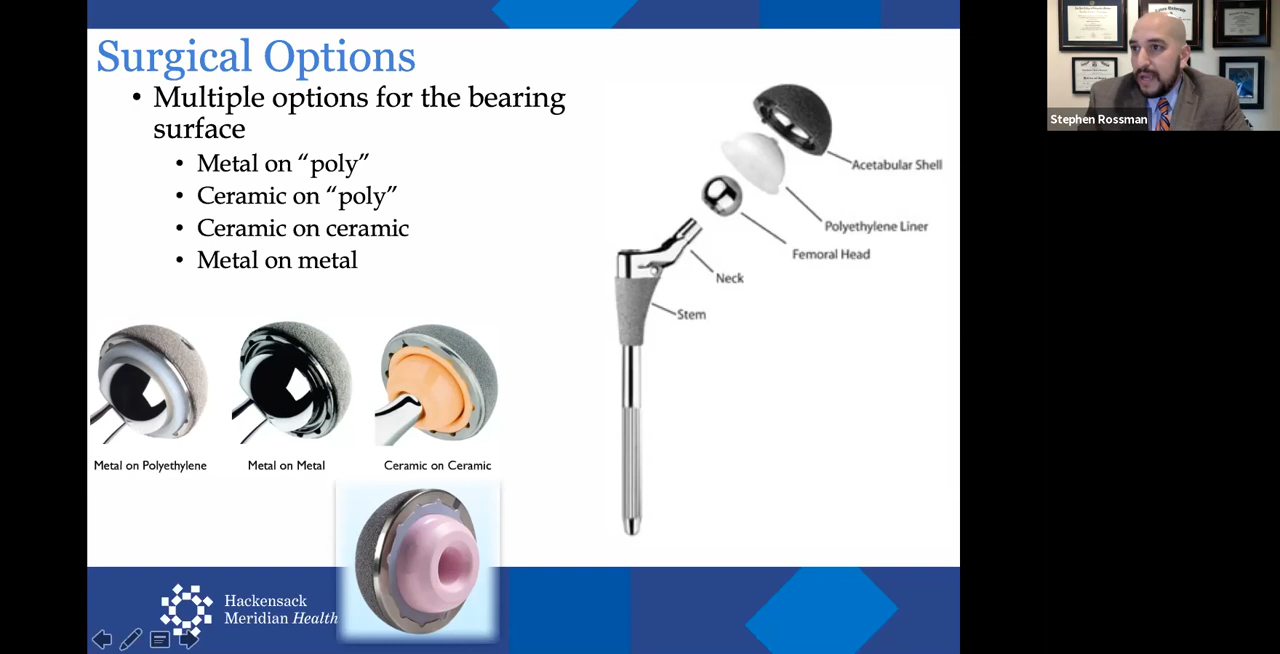 Surgical Options
• Multiple options for the bearing
surface
• Metal on “poly”
• Ceramic on “poly”
• Ceramic on ceramic
• Metal on metal
Acetabular Shell
Polyethylene Liner
Femoral Head
Neck
Stem
Metal on Polyethylene
Metal on Metal
Ceramic on Ceramic
Hackensack
Meridian Health
Stephen Rossman